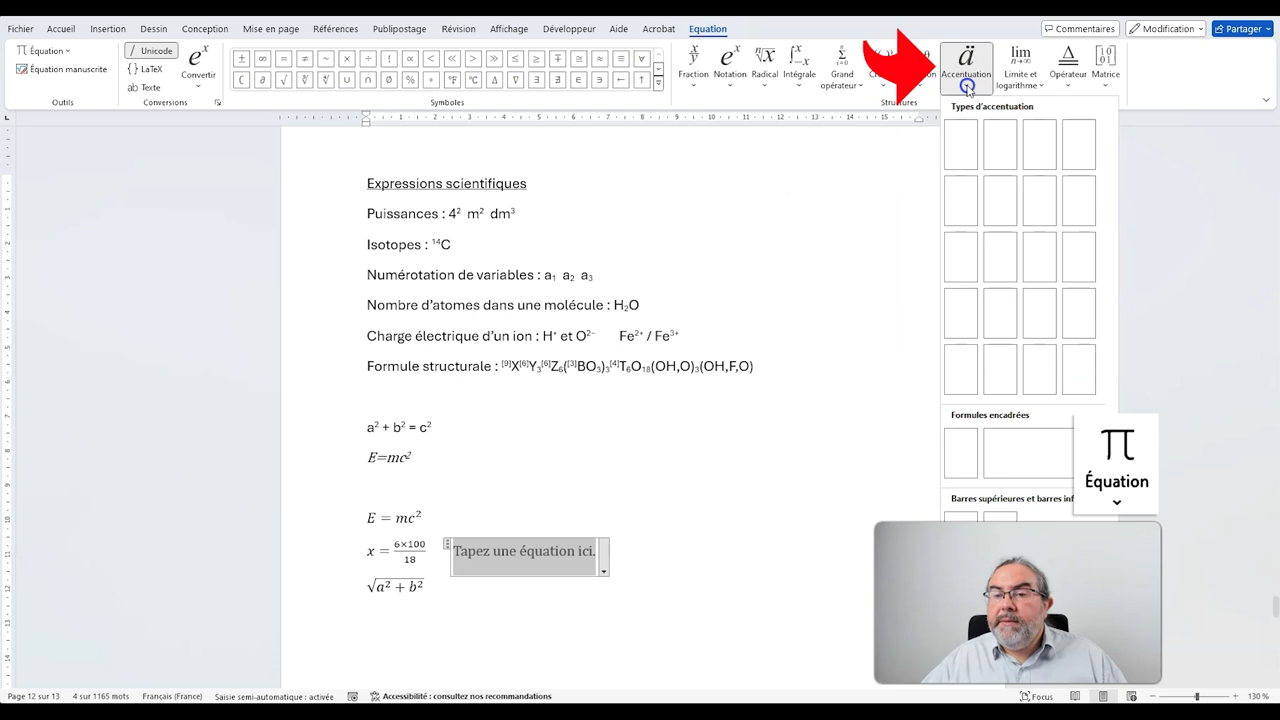 Fichier Accueil Insertion Dessin Conception Mise en page Références Publipostage Révision Affichage Développeur Aide Acrobat Equation Commentaires Modification Partager
π Équation
Équation manuscrite
Outils
Unicode
{} LaTeX
Texte
eˣ
Convertir
Conversions
± ∞ = ≠ ~ × ÷ ! ∝ < ≪ > ≫ ≤ ≥ ∓ ≅ ≈ ≡ ∀
∁ ∂ √ ∛ ∜ ∪ ∩ ∅ % ° °F °C ∆ ∇ ∃ ∄ ∈ ∋ ← ↑
Symboles
Fraction
Notation
Radical
Intégrale
Grand opérateur
ä
Accentuation
lim n→∞
Limite et logarithme
Opérateur
Matrice
Structures
Types d'accentuation
Formules encadrées
Barres supérieures et barres inf
π
Équation
Expressions scientifiques
Puissances : 4² m² dm³
Isotopes : ¹⁴C
Numérotation de variables : a₁ a₂ a₃
Nombre d'atomes dans une molécule : H₂O
Charge électrique d'un ion : H⁺ et O²⁻ Fe²⁺ / Fe³⁺
Formule structurale : ⁽[9]⁾X⁽[6]⁾Y₃⁽[6]⁾Z₆(⁽[3]⁾BO₃)₃⁽[4]⁾T₆O₁₈(OH,O)₃(OH,F,O)
a² + b² = c²
E=mc²
E = mc²
x = 6×100/18 Tapez une équation ici.
√a² + b²
Page 12 sur 13 4 sur 1165 mots Français (France) Saisie semi-automatique : activée Accessibilité : consultez nos recommandations Focus 130 %